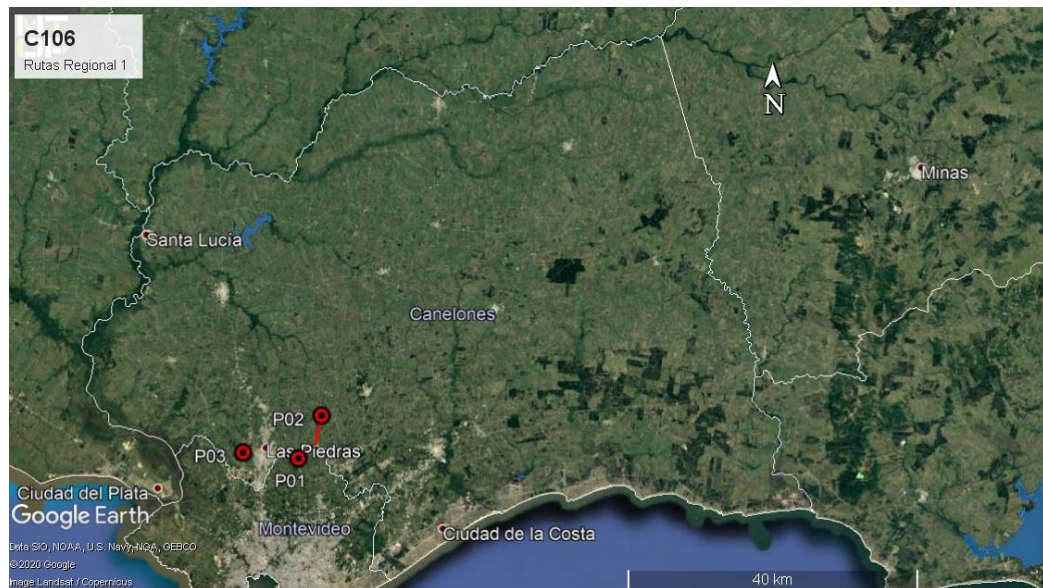 C106
Rutas Regional 1
N
Minas
Santa Lucía
Canelones
P02
Las Piedras
P03
P01
Ciudad del Plata
Google Earth
Montevideo
Ciudad de la Costa
Data SIO, NOAA, U.S. Navy, NGA, GEBCO
©2020 Google
Image Landsat / Copernicus
40 km